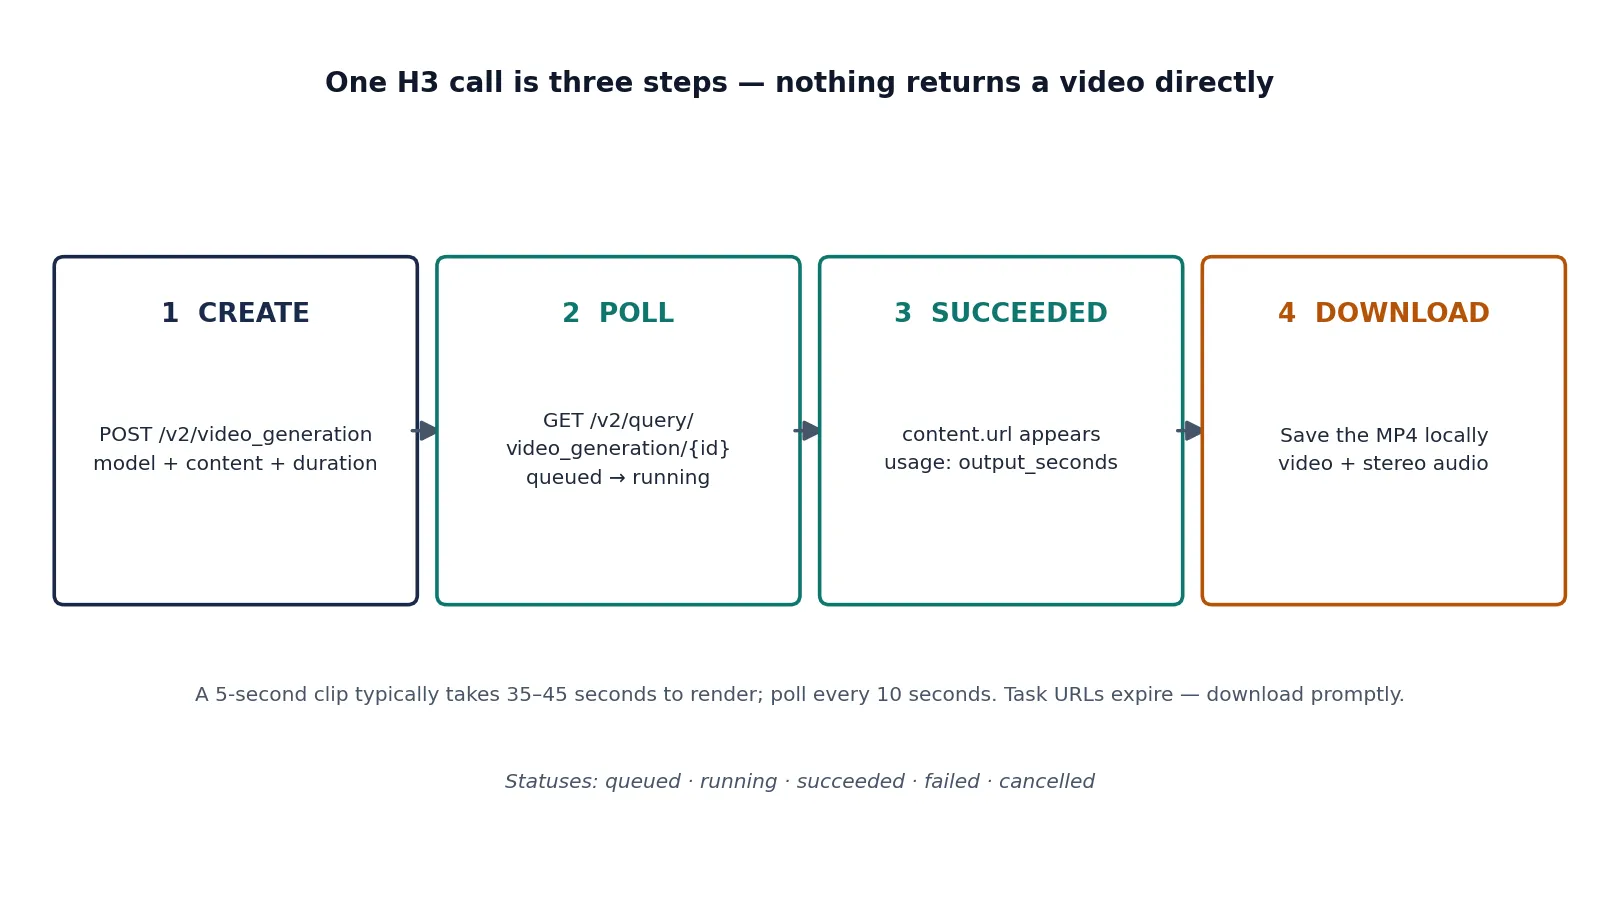 One H3 call is three steps — nothing returns a video directly
1 CREATE
POST /v2/video_generation
model + content + duration
2 POLL
GET /v2/query/
video_generation/{id}
queued → running
3 SUCCEEDED
content.url appears
usage: output_seconds
4 DOWNLOAD
Save the MP4 locally
video + stereo audio
A 5-second clip typically takes 35–45 seconds to render; poll every 10 seconds. Task URLs expire — download promptly.
Statuses: queued · running · succeeded · failed · cancelled